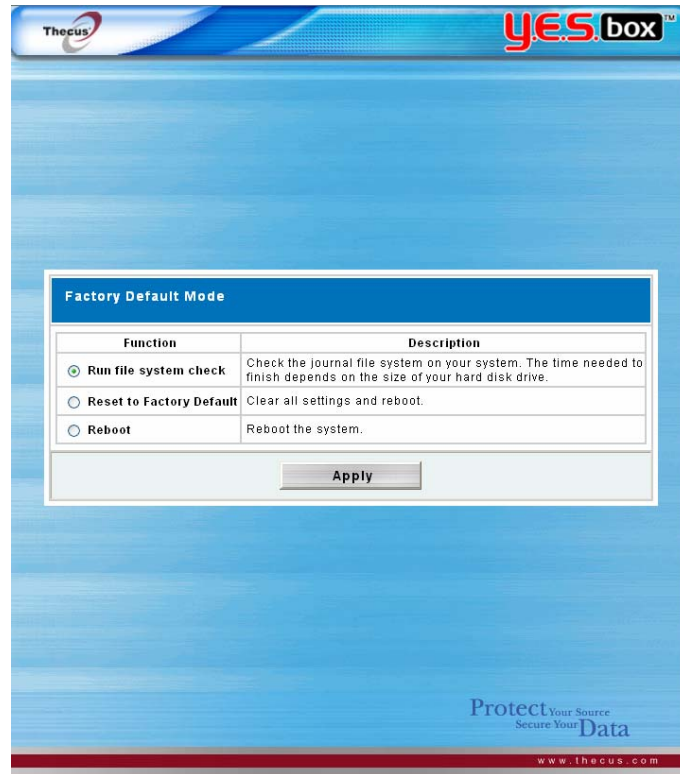 Thecus
Y.E.S.box™
Factory Default Mode
Function Description
Run file system check Check the journal file system on your system. The time needed to
finish depends on the size of your hard disk drive.
Reset to Factory Default Clear all settings and reboot.
Reboot Reboot the system.
Apply
Protect Your Source
Secure Your Data
www.thecus.com